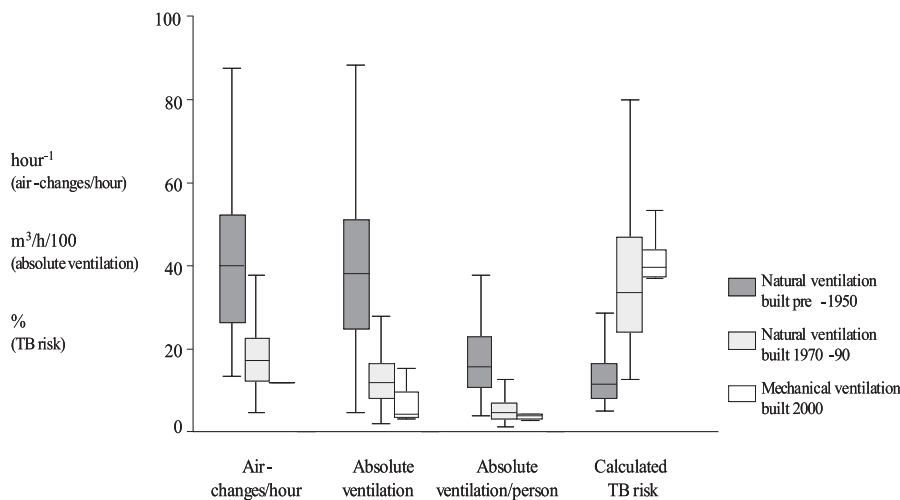 100
80
60
40
20
0
hour⁻¹
(air-changes/hour)
m³/h/100
(absolute ventilation)
%
(TB risk)
Air-
changes/hour
Absolute
ventilation
Absolute
ventilation/person
Calculated
TB risk
Natural ventilation
built pre -1950
Natural ventilation
built 1970 -90
Mechanical ventilation
built 2000